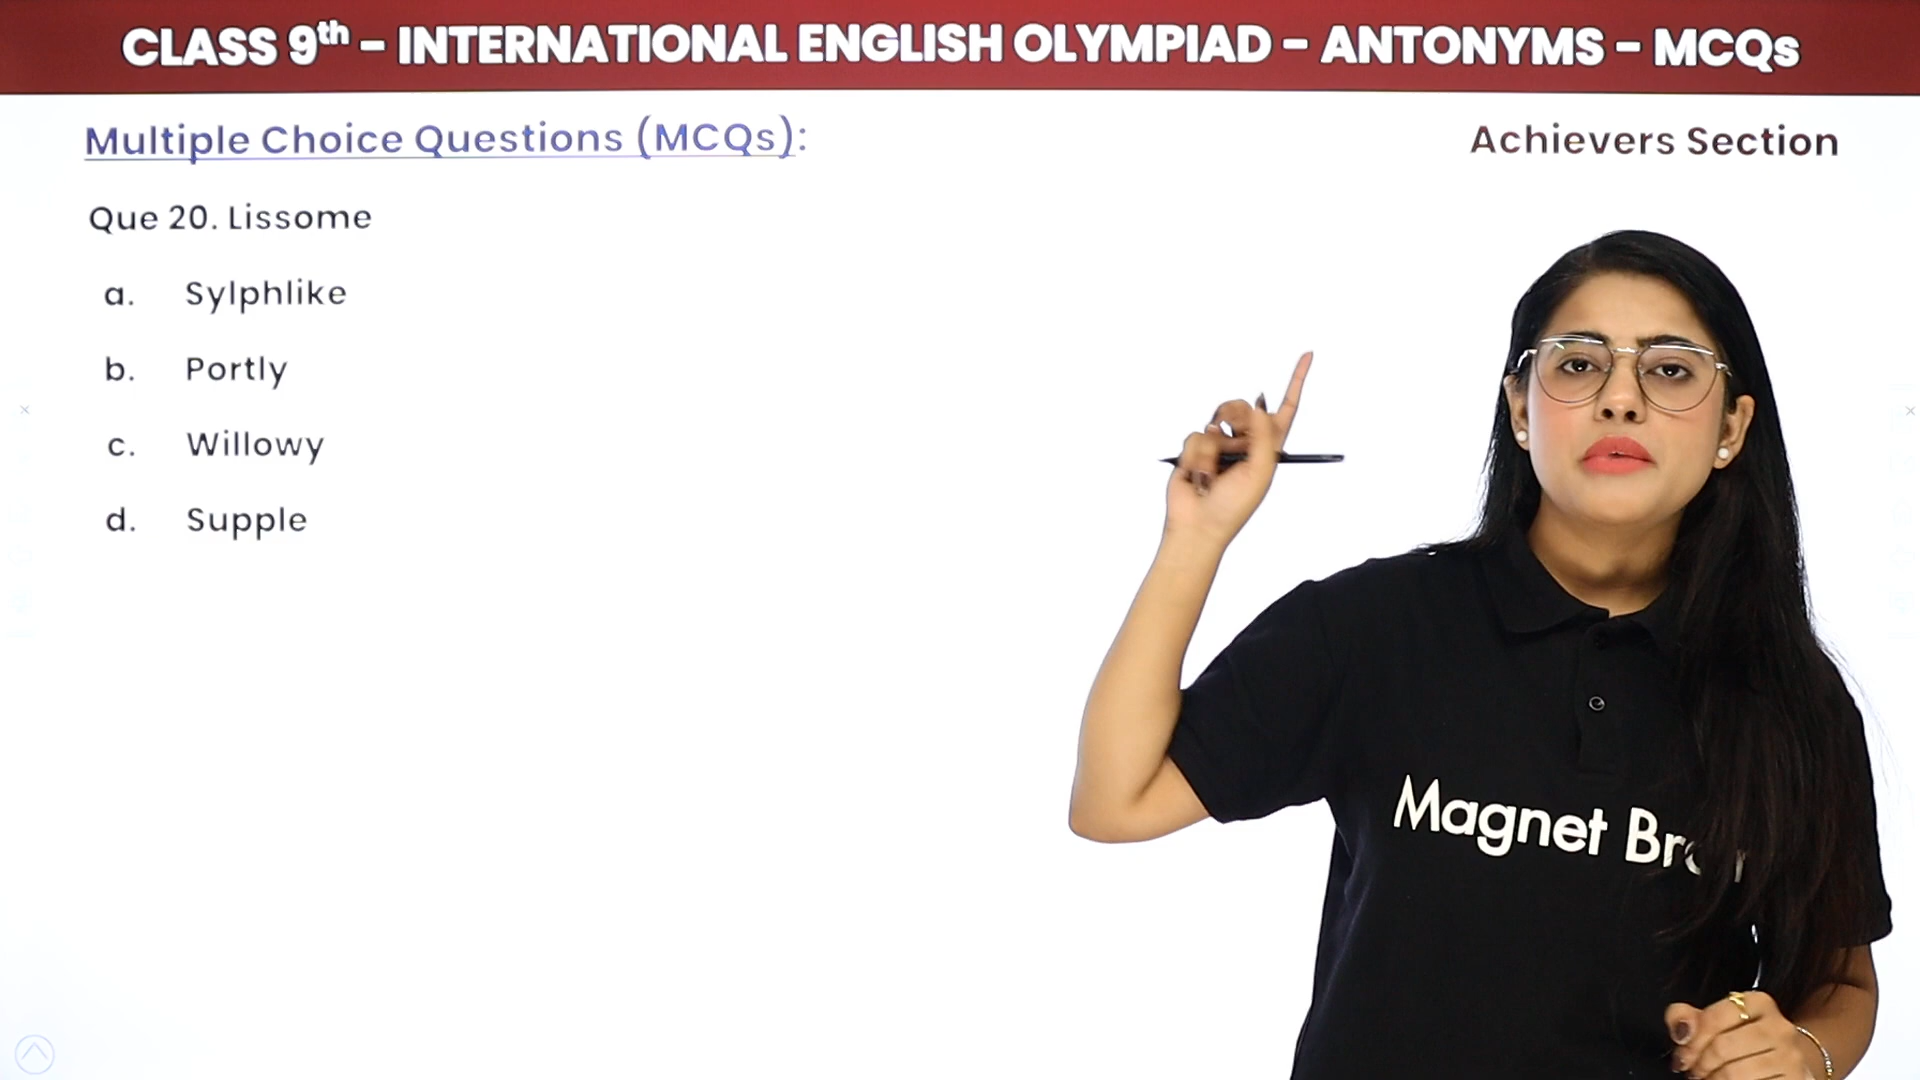 CLASS 9th - INTERNATIONAL ENGLISH OLYMPIAD - ANTONYMS - MCQs
Multiple Choice Questions (MCQs):
Achievers Section
Que 20. Lissome
a. Sylphlike
b. Portly
c. Willowy
d. Supple
Magnet